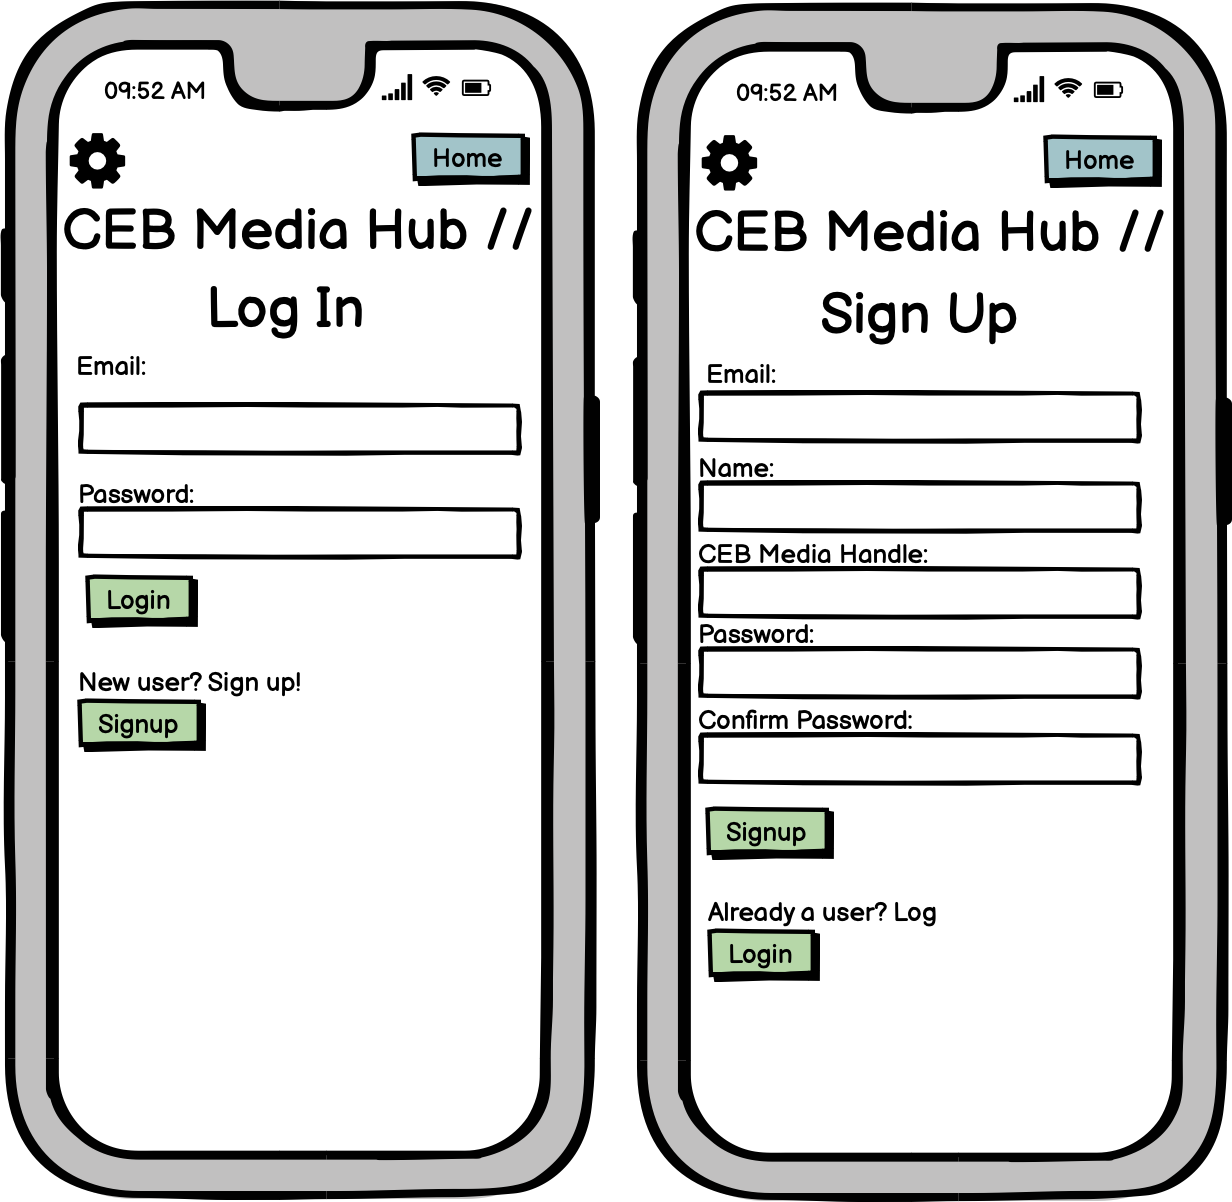 09:52 AM
Home
CEB Media Hub //
Log In
Email:
Password:
Login
New user? Sign up!
Signup
09:52 AM
Home
CEB Media Hub //
Sign Up
Email:
Name:
CEB Media Handle:
Password:
Confirm Password:
Signup
Already a user? Log
Login